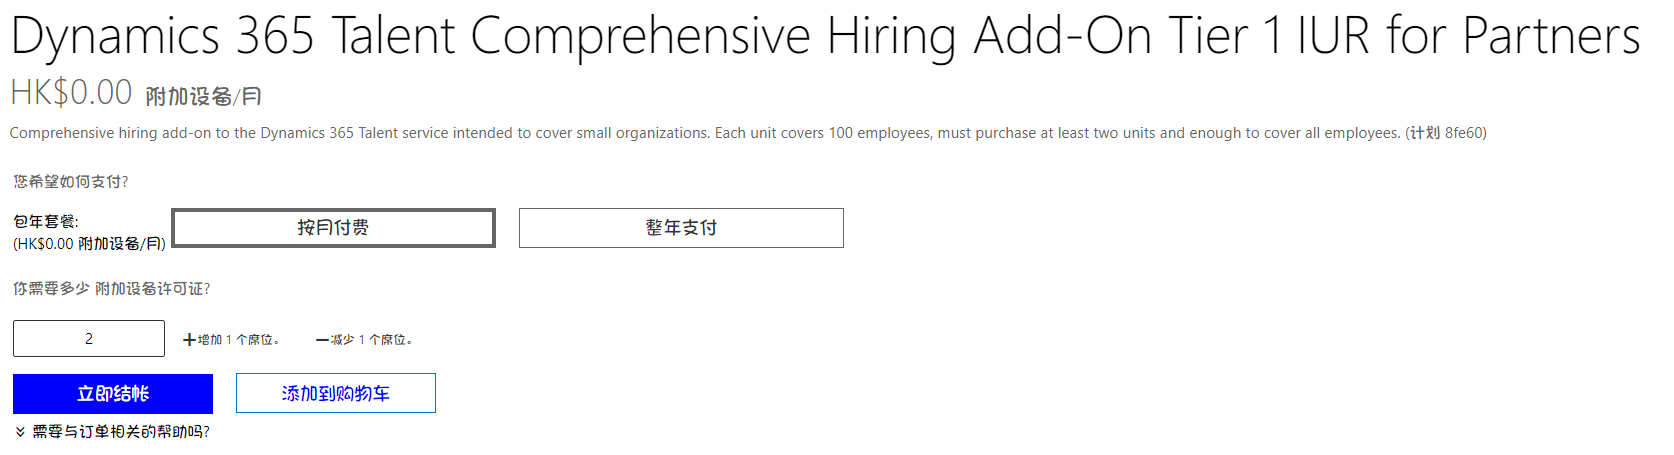 Dynamics 365 Talent Comprehensive Hiring Add-On Tier 1 IUR for Partners
HK$0.00 附加设备/月
Comprehensive hiring add-on to the Dynamics 365 Talent service intended to cover small organizations. Each unit covers 100 employees, must purchase at least two units and enough to cover all employees. (计划 8fe60)
您希望如何支付?
包年套餐:
(HK$0.00 附加设备/月)
按月付费
整年支付
你需要多少 附加设备许可证?
2
+增加 1 个席位。
−减少 1 个席位。
立即结帐
添加到购物车
需要与订单相关的帮助吗?